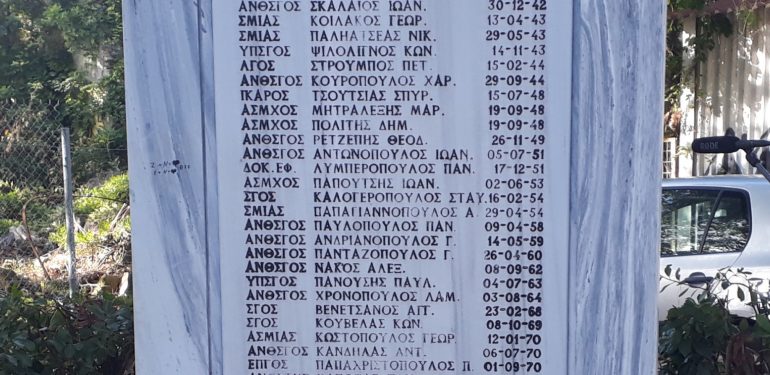 ΑΝΘΣΓΟΣ ΣΚΑΛΑΙΟΣ ΙΩΑΝ. 30-12-42
ΣΜΙΑΣ ΚΟΙΛΑΚΟΣ ΓΕΩΡ. 13-04-43
ΣΜΙΑΣ ΠΑΛΗΑΤΣΕΑΣ ΝΙΚ. 29-05-43
ΥΠΣΓΟΣ ΨΙΛΟΛΙΓΝΟΣ ΚΩΝ. 14-11-43
ΛΓΟΣ ΣΤΡΟΥΜΠΟΣ ΠΕΤ. 15-02-44
ΑΝΘΣΓΟΣ ΚΟΥΡΟΠΟΥΛΟΣ ΧΑΡ. 29-09-44
ΙΚΑΡΟΣ ΤΣΟΥΤΣΙΑΣ ΣΠΥΡ. 15-07-48
ΑΣΜΧΟΣ ΜΗΤΡΑΛΕΞΗΣ ΜΑΡ. 19-09-48
ΑΣΜΧΟΣ ΠΟΛΙΤΗΣ ΔΗΜ. 19-09-48
ΑΝΘΣΓΟΣ ΡΕΤΖΕΠΗΣ ΘΕΟΔ. 26-11-49
ΑΝΘΣΓΟΣ ΑΝΤΩΝΟΠΟΥΛΟΣ ΙΩΑΝ. 05-07-51
ΔΟΚ.ΕΦ. ΛΥΜΠΕΡΟΠΟΥΛΟΣ ΠΑΝ. 17-12-51
ΑΣΜΧΟΣ ΠΑΠΟΥΤΣΗΣ ΙΩΑΝ. 02-06-53
ΣΓΟΣ ΚΑΛΟΓΕΡΟΠΟΥΛΟΣ ΣΤΑΥ. 16-02-54
ΣΜΙΑΣ ΠΑΠΑΓΙΑΝΝΟΠΟΥΛΟΣ Α. 29-04-54
ΑΝΘΣΓΟΣ ΠΑΥΛΟΠΟΥΛΟΣ ΠΑΝ. 09-04-58
ΑΝΘΣΓΟΣ ΑΝΔΡΙΑΝΟΠΟΥΛΟΣ Γ. 14-05-59
ΑΝΘΣΓΟΣ ΠΑΝΤΑΖΟΠΟΥΛΟΣ Γ. 26-04-60
ΑΝΘΣΓΟΣ ΝΑΚΟΣ ΑΛΕΞ. 08-09-62
ΥΠΣΓΟΣ ΠΑΝΟΥΣΗΣ ΠΑΥΛ. 04-07-63
ΑΝΘΣΓΟΣ ΧΡΟΝΟΠΟΥΛΟΣ ΛΑΜ. 03-08-64
ΣΓΟΣ ΒΕΝΕΤΣΑΝΟΣ ΑΓΓ. 23-02-68
ΣΓΟΣ ΚΟΥΒΕΛΑΣ ΚΩΝ. 08-10-69
ΑΣΜΙΑΣ ΚΩΣΤΟΠΟΥΛΟΣ ΓΕΩΡ. 12-01-70
ΑΝΘΣΓΟΣ ΚΑΝΔΗΛΑΣ ΑΝΤ. 06-07-70
ΕΠΓΟΣ ΠΑΠΑΧΡΙΣΤΟΠΟΥΛΟΣ Π. 01-09-70
RODE